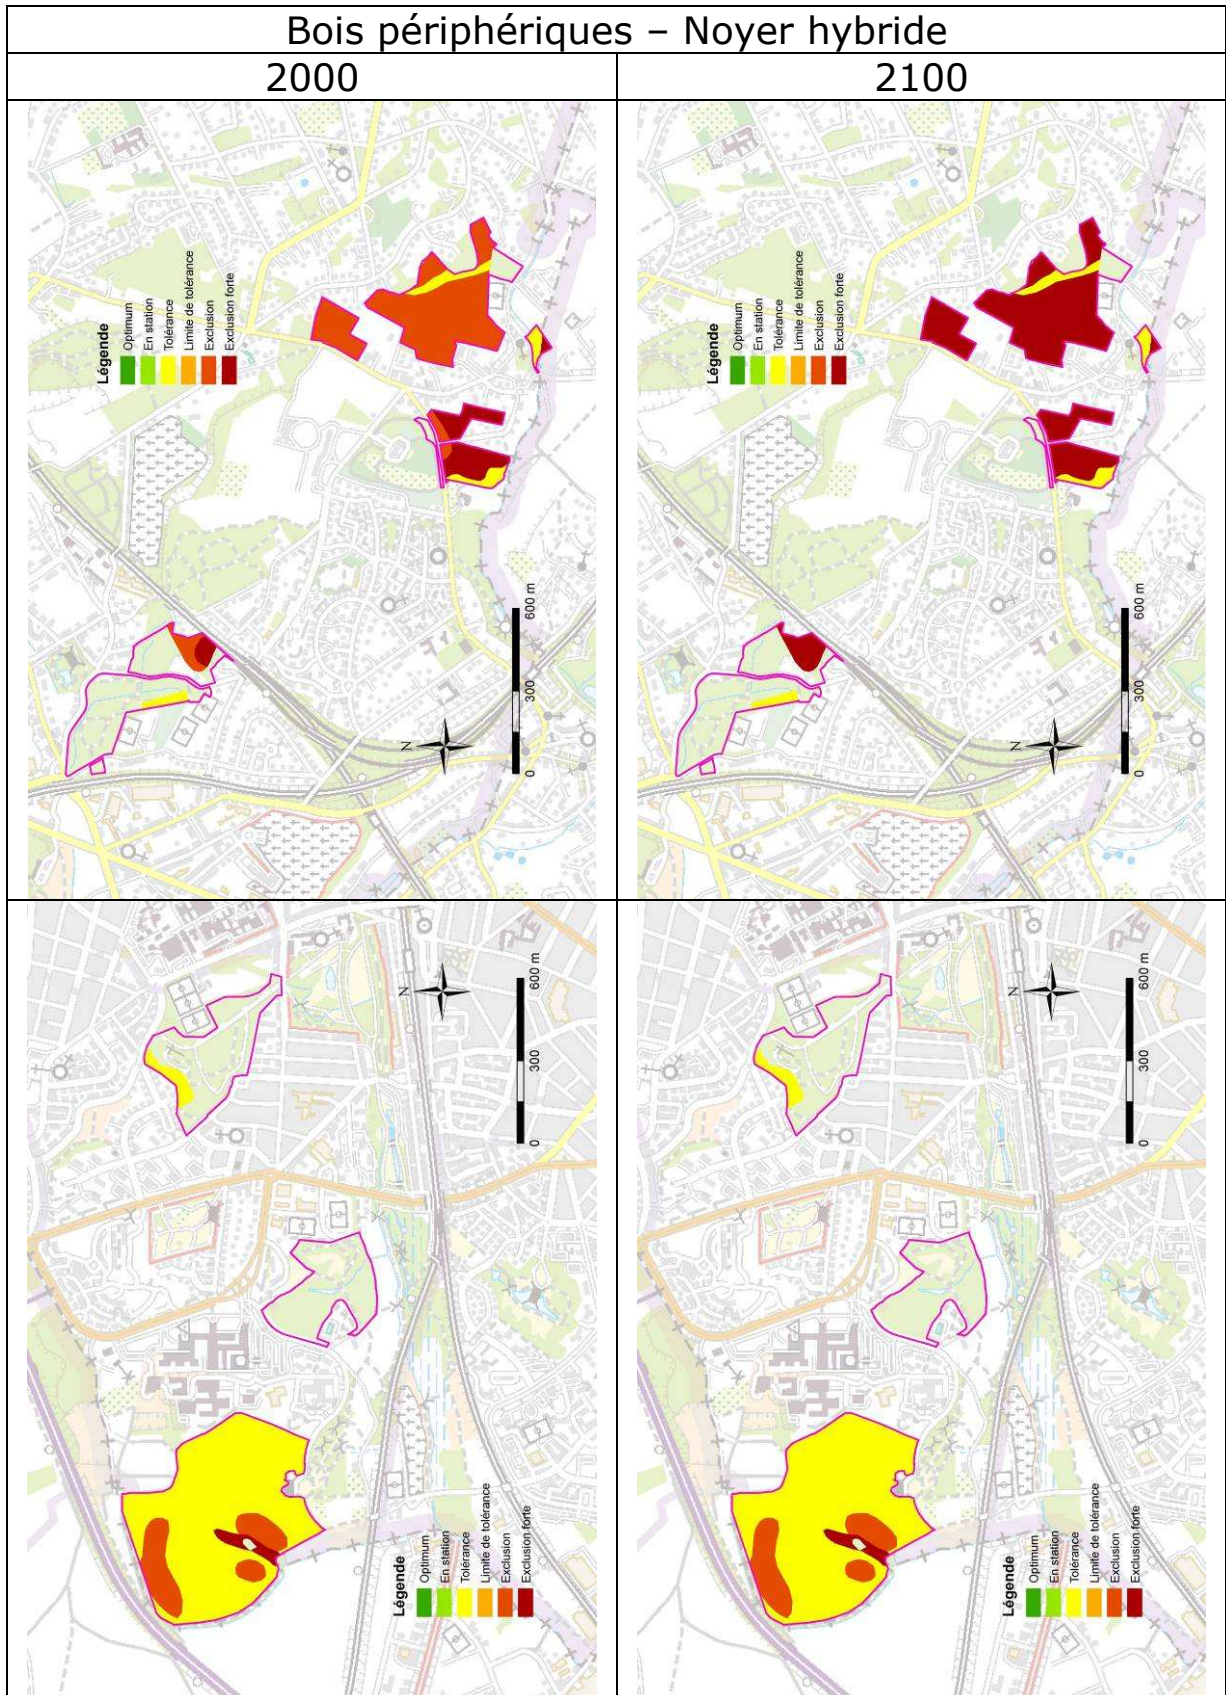 Bois périphériques – Noyer hybride
2000
2100
Légende
Optimum
En station
Tolérance
Limite de tolérance
Exclusion
Exclusion forte
N
0
300
600 m
Légende
Optimum
En station
Tolérance
Limite de tolérance
Exclusion
Exclusion forte
N
0
300
600 m
N
0
300
600 m
Légende
Optimum
En station
Tolérance
Limite de tolérance
Exclusion
Exclusion forte
N
0
300
600 m
Légende
Optimum
En station
Tolérance
Limite de tolérance
Exclusion
Exclusion forte